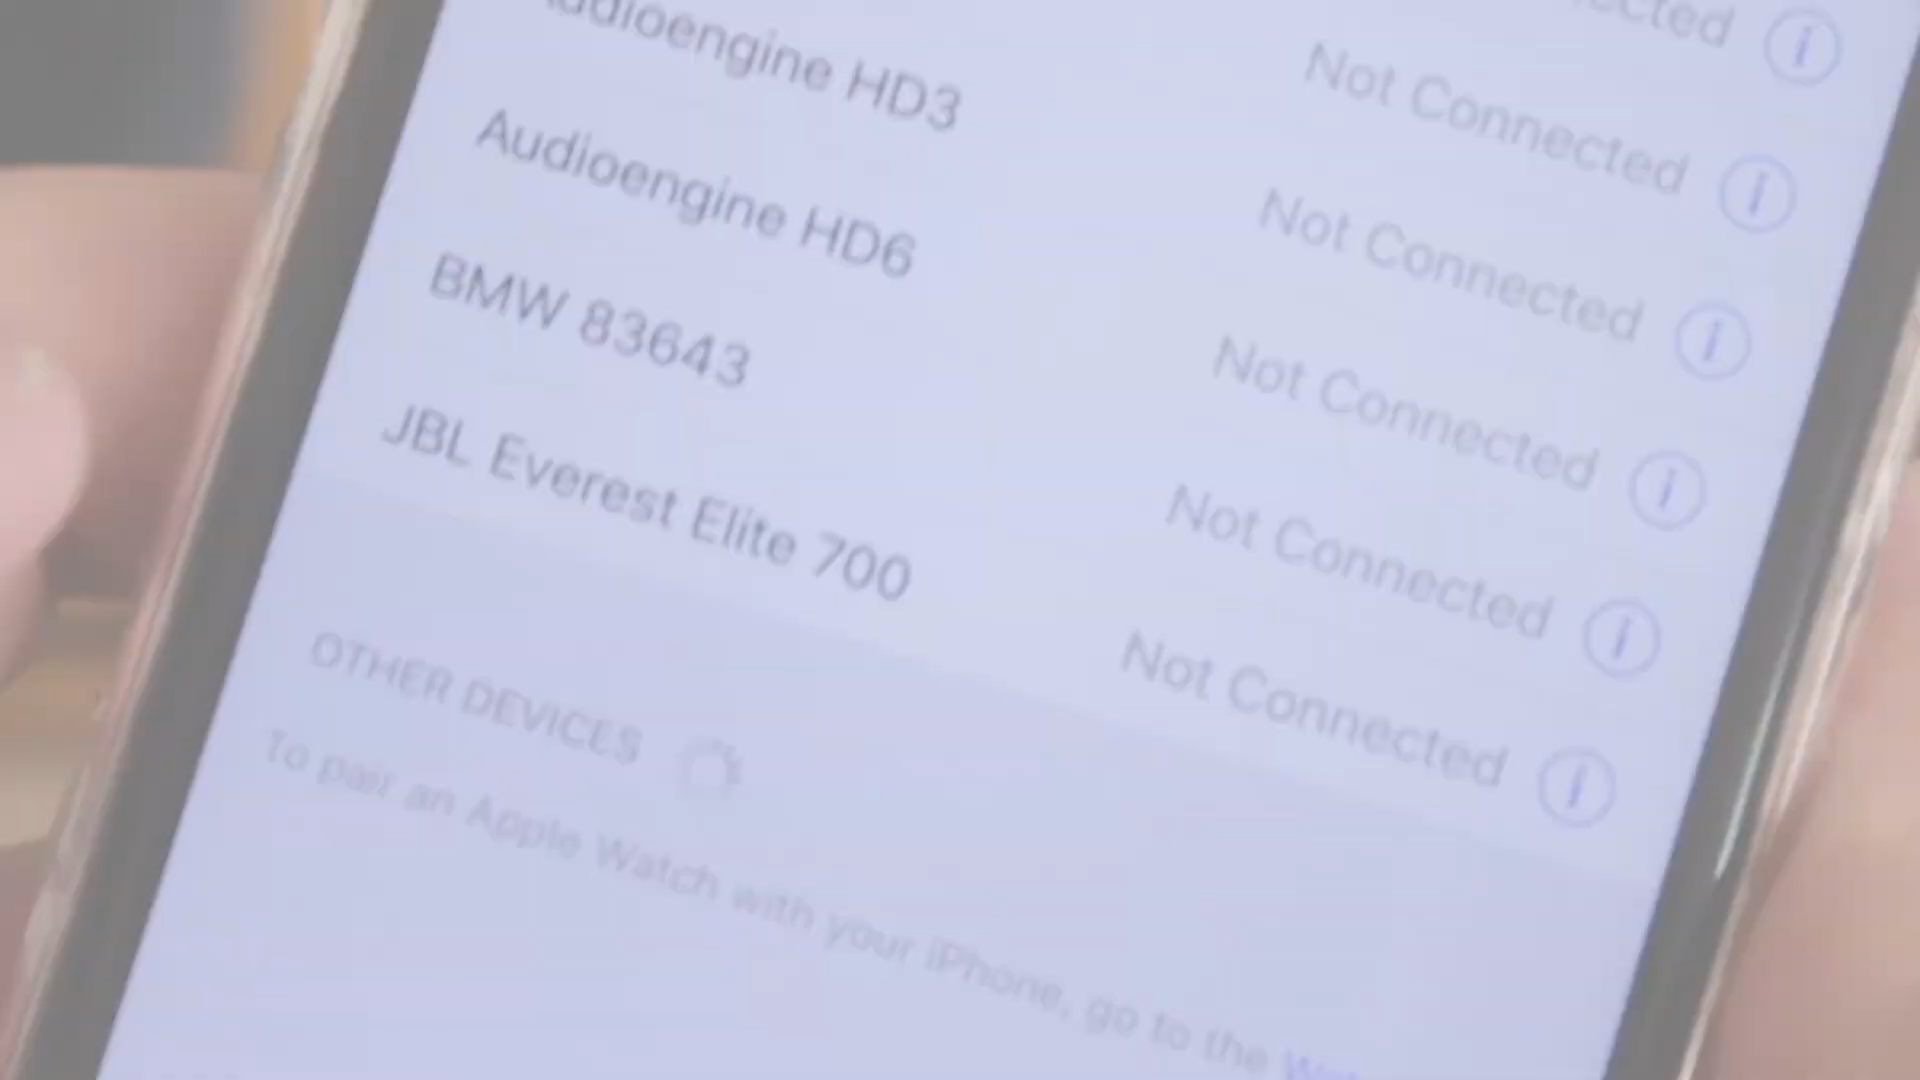 Not Connected
Audioengine HD3 Not Connected
Audioengine HD6 Not Connected
BMW 83643 Not Connected
JBL Everest Elite 700 Not Connected
OTHER DEVICES
To pair an Apple Watch with your iPhone, go to the